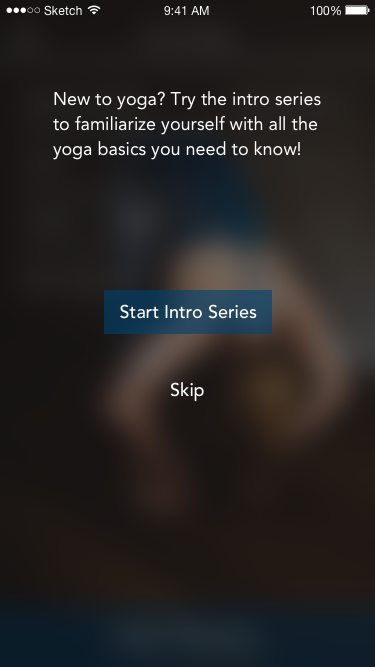 Sketch 9:41 AM 100%
New to yoga? Try the intro series
to familiarize yourself with all the
yoga basics you need to know!
Start Intro Series
Skip